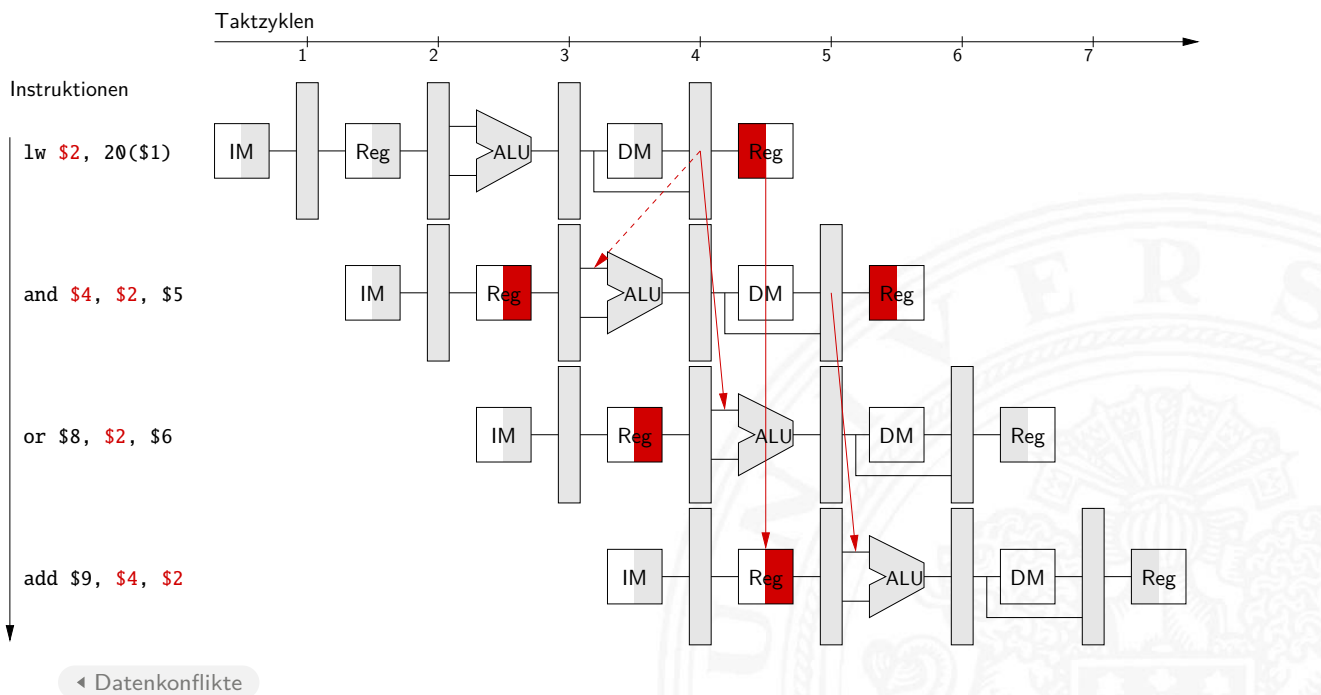 Taktzyklen
1 2 3 4 5 6 7
Instruktionen
lw $2, 20($1) IM Reg ALU DM Reg
and $4, $2, $5 IM Reg ALU DM Reg
or $8, $2, $6 IM Reg ALU DM Reg
add $9, $4, $2 IM Reg ALU DM Reg
Datenkonflikte
UNIVERS